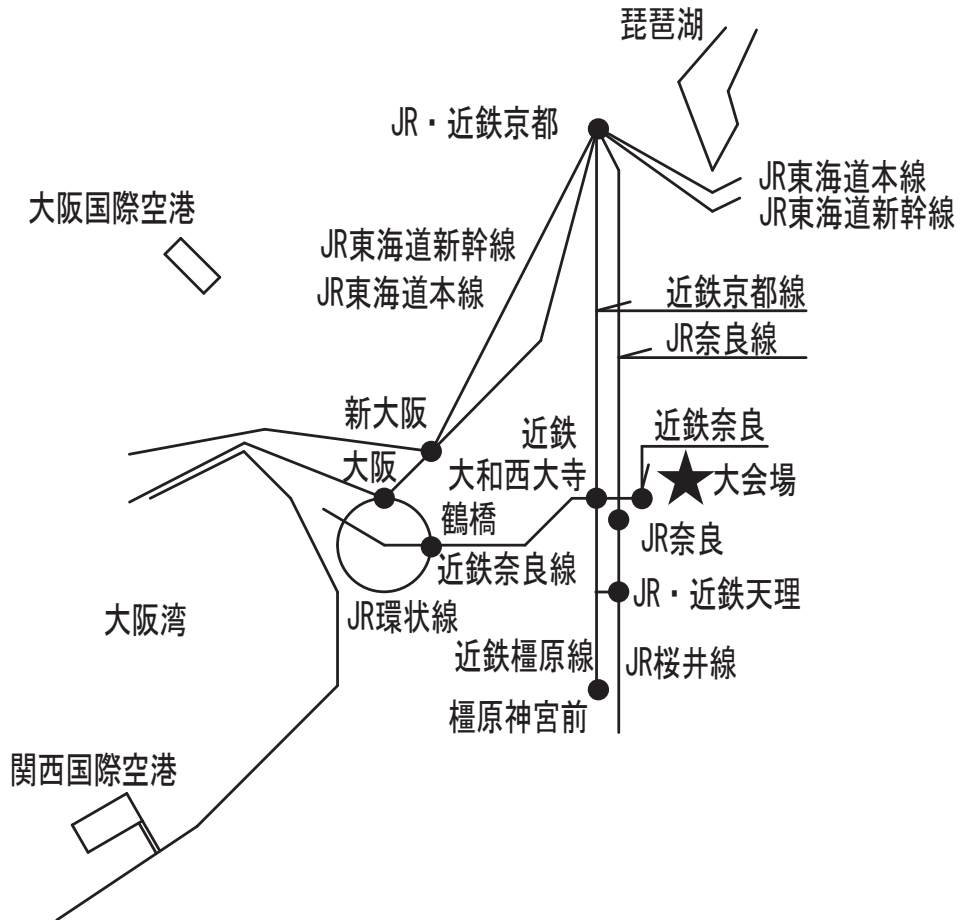 琵琶湖
JR・近鉄京都
JR東海道本線
JR東海道新幹線
大阪国際空港
JR東海道新幹線
JR東海道本線
近鉄京都線
JR奈良線
新大阪
近鉄
大和西大寺
近鉄奈良
大阪
大会場
鶴橋
JR奈良
近鉄奈良線
JR・近鉄天理
JR環状線
大阪湾
近鉄橿原線
JR桜井線
橿原神宮前
関西国際空港